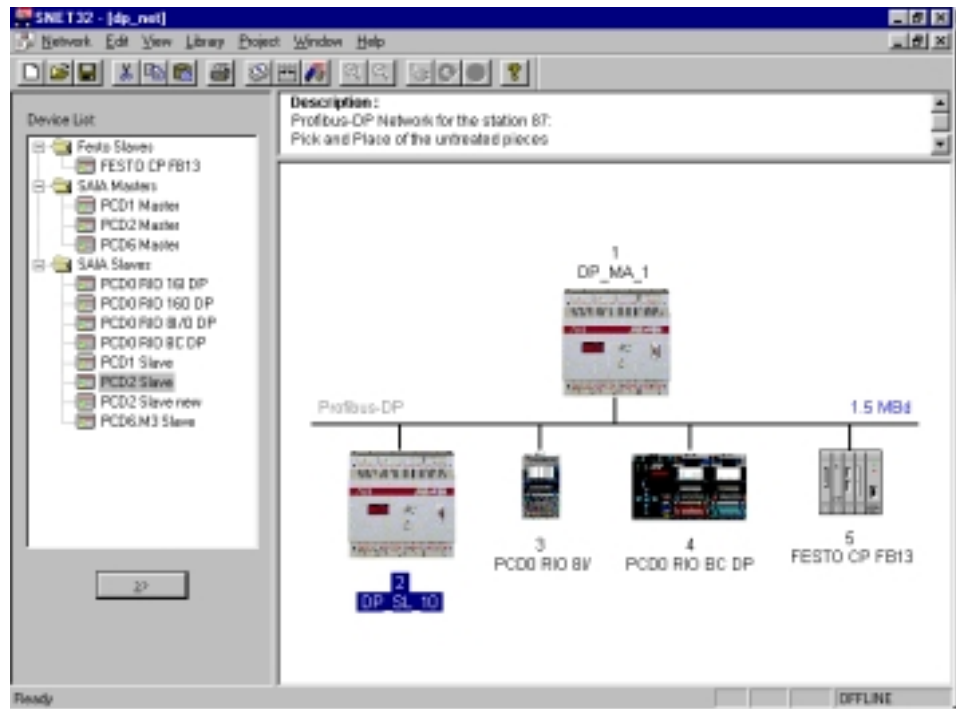 SNET32 - [dp_net]
Network Edit View Library Project Window Help
Description :
Profibus-DP Network for the station 87:
Pick and Place of the untreated pieces
Device List
Festo Slaves
FESTO CP FB13
SAIA Masters
PCD1 Master
PCD2 Master
PCD6 Master
SAIA Slaves
PCD0 RIO 16I DP
PCD0 RIO 16O DP
PCD0 RIO 8I/O DP
PCD0 RIO BC DP
PCD1 Slave
PCD2 Slave
PCD2 Slave new
PCD6.M3 Slave
>>
1
DP_MA_1
Profibus-DP
1.5 MBd
2
DP_SL_10
3
PCD0 RIO 8I/
4
PCD0 RIO BC DP
5
FESTO CP FB13
Ready
OFFLINE